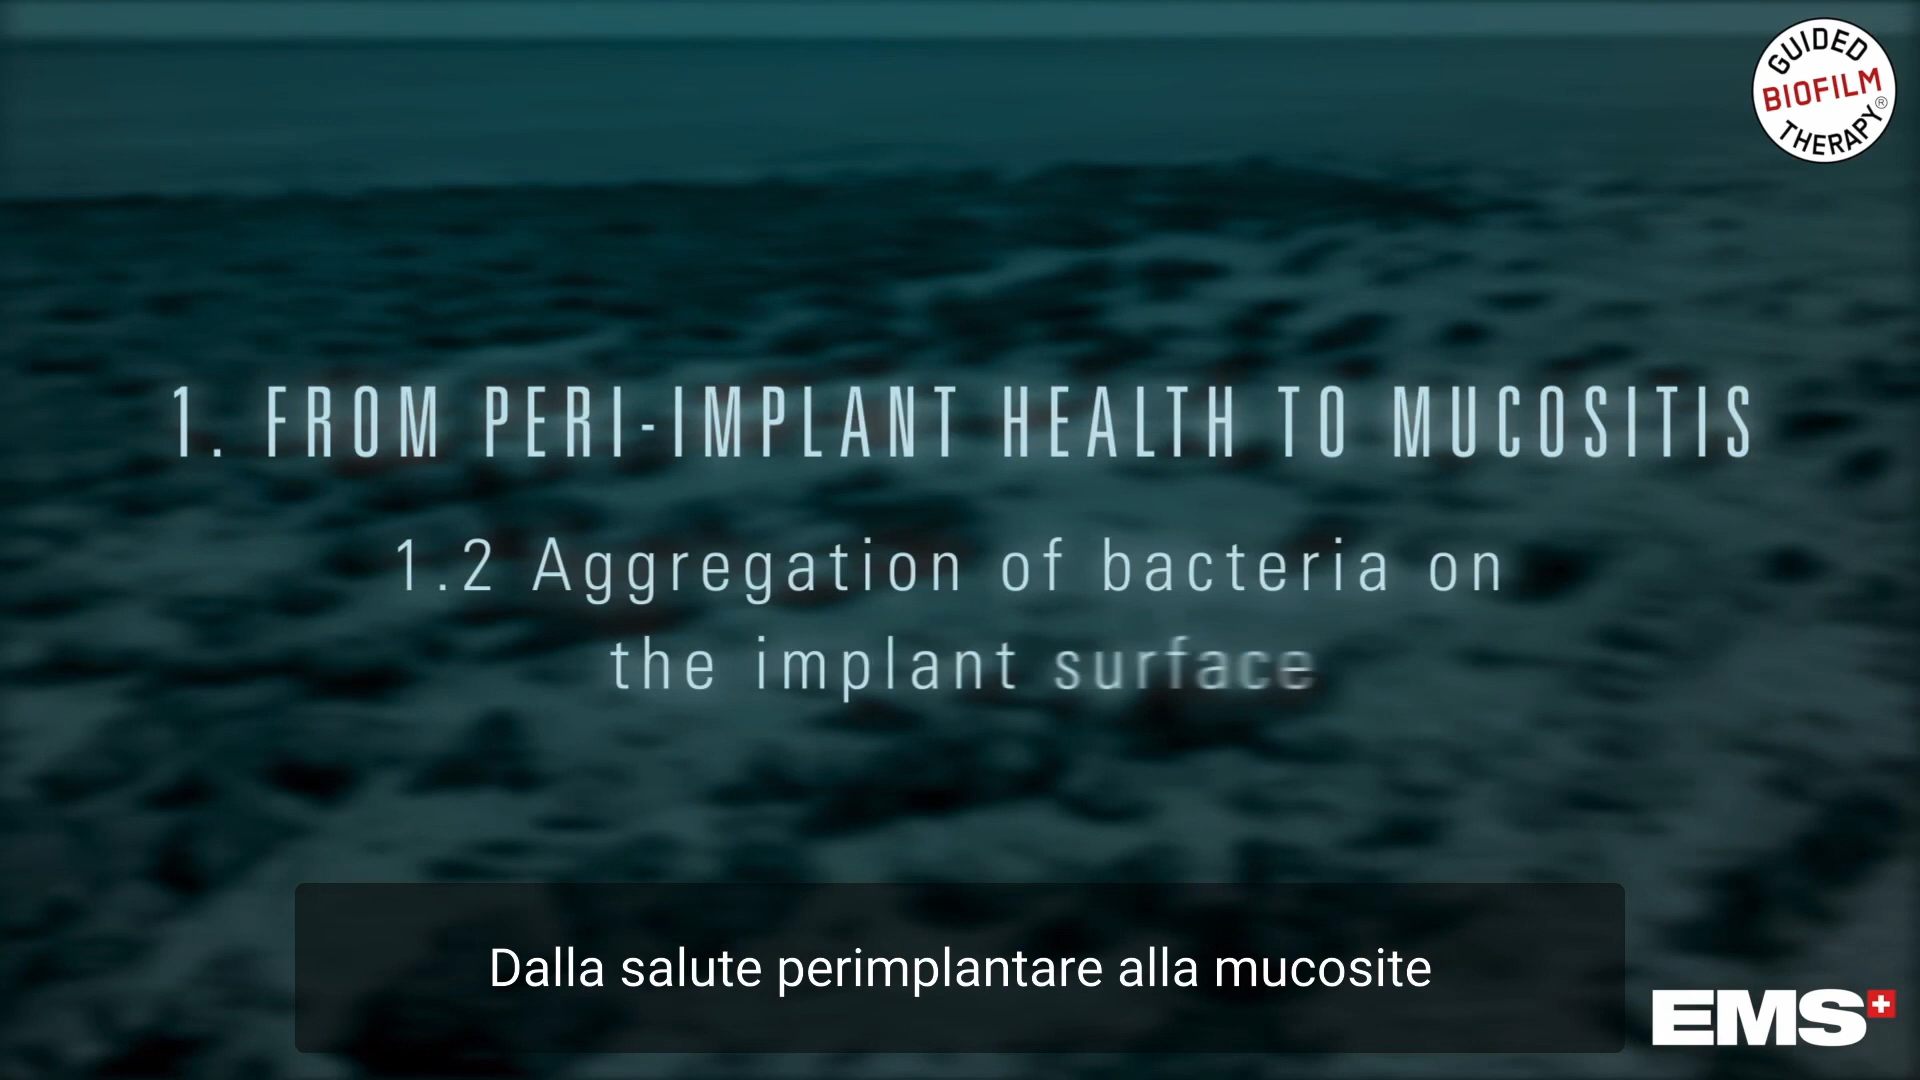 GUIDED
BIOFILM
THERAPY®
1. FROM PERI-IMPLANT HEALTH TO MUCOSITIS
1.2 Aggregation of bacteria on
the implant surface
Dalla salute perimplantare alla mucosite
EMS